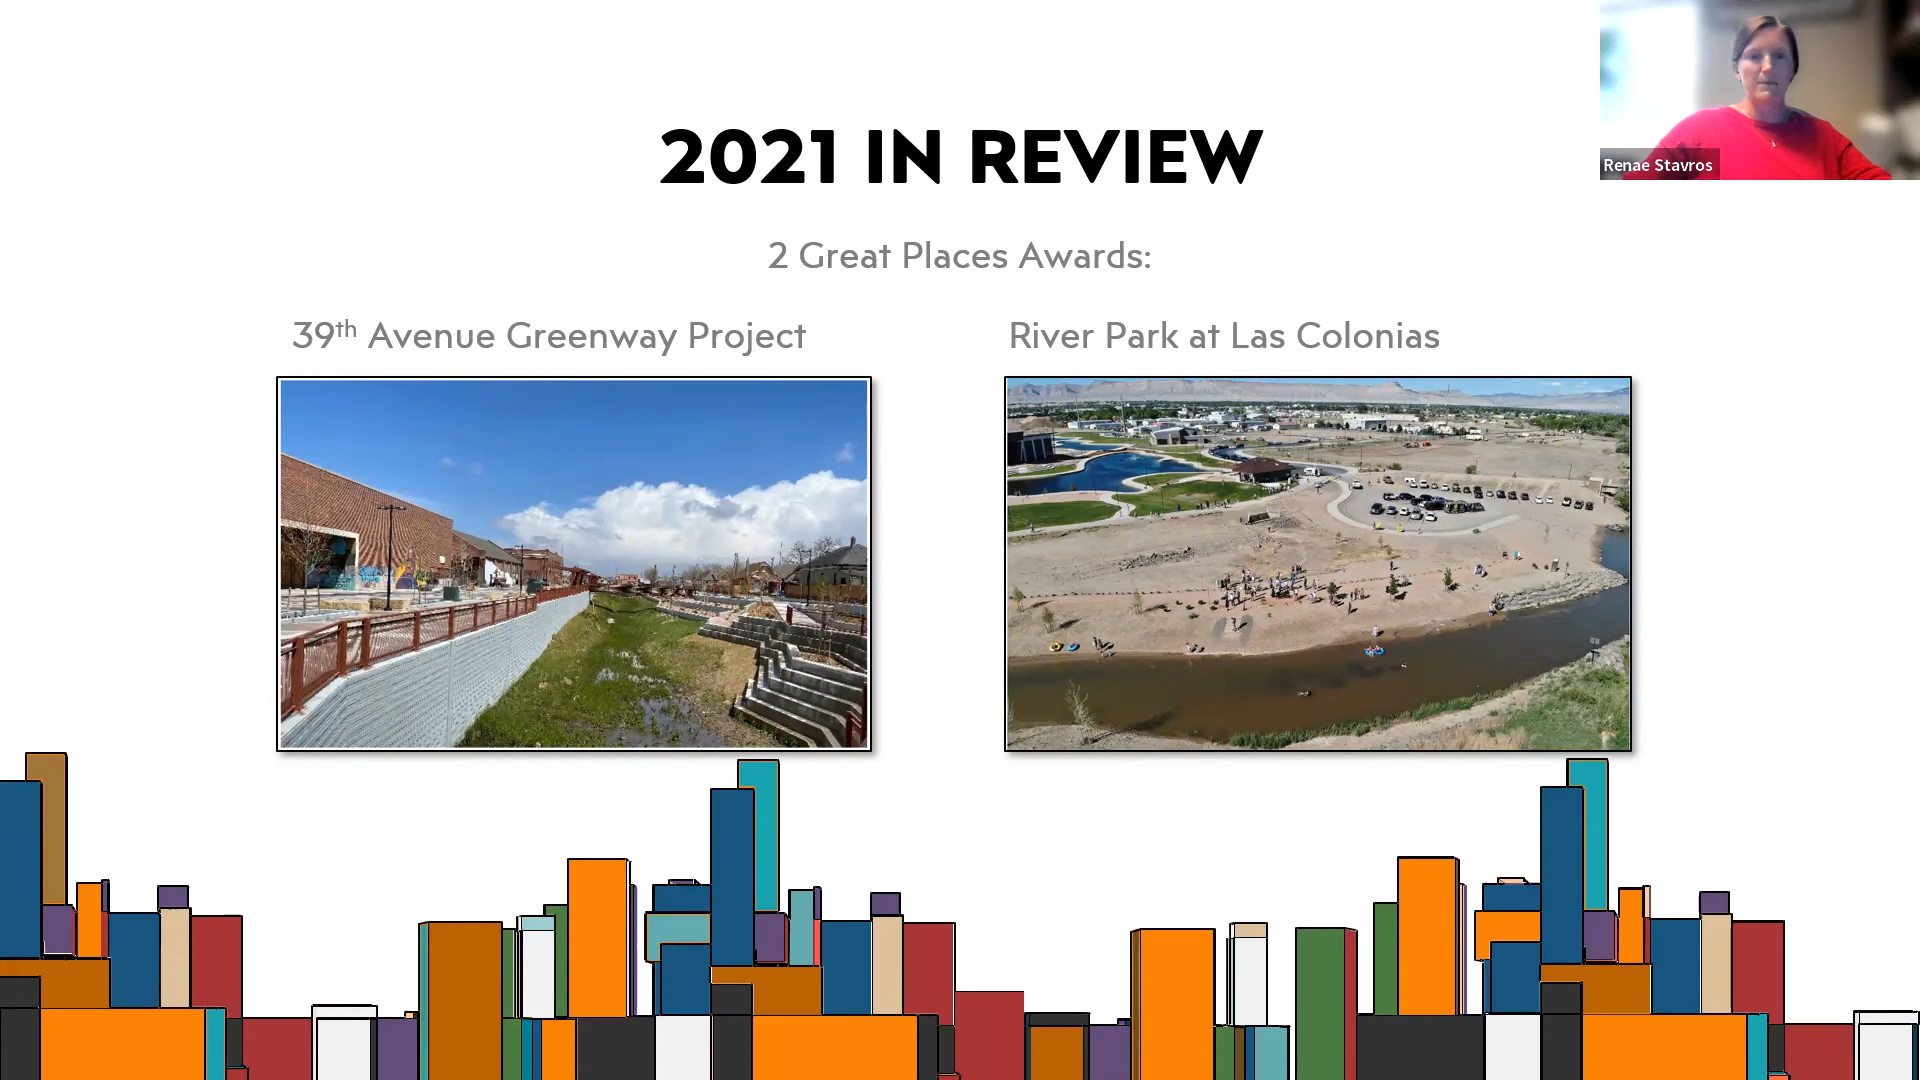 2021 IN REVIEW
Renae Stavros
2 Great Places Awards:
39th Avenue Greenway Project
River Park at Las Colonias